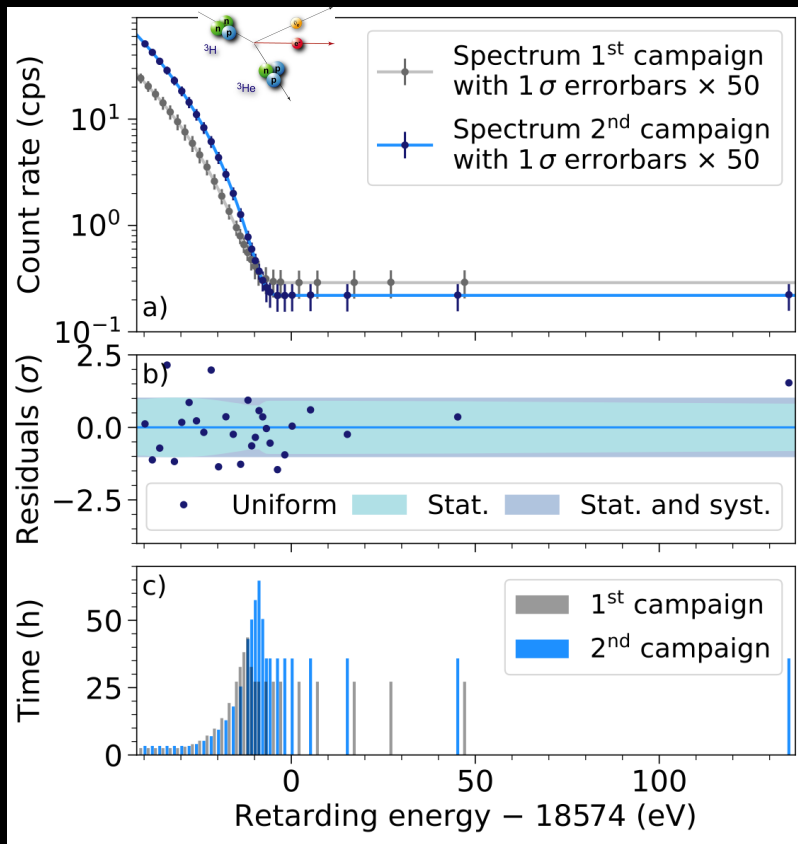 ³H
n
n
p
e⁻
ν̄
³He
n
p
p
Spectrum 1ˢᵗ campaign
with 1 σ errorbars × 50
Spectrum 2ⁿᵈ campaign
with 1 σ errorbars × 50
Count rate (cps)
10¹
10⁰
10⁻¹
a)
Residuals (σ)
2.5
0.0
−2.5
b)
Uniform
Stat.
Stat. and syst.
Time (h)
50
25
0
c)
1ˢᵗ campaign
2ⁿᵈ campaign
0
50
100
Retarding energy − 18574 (eV)